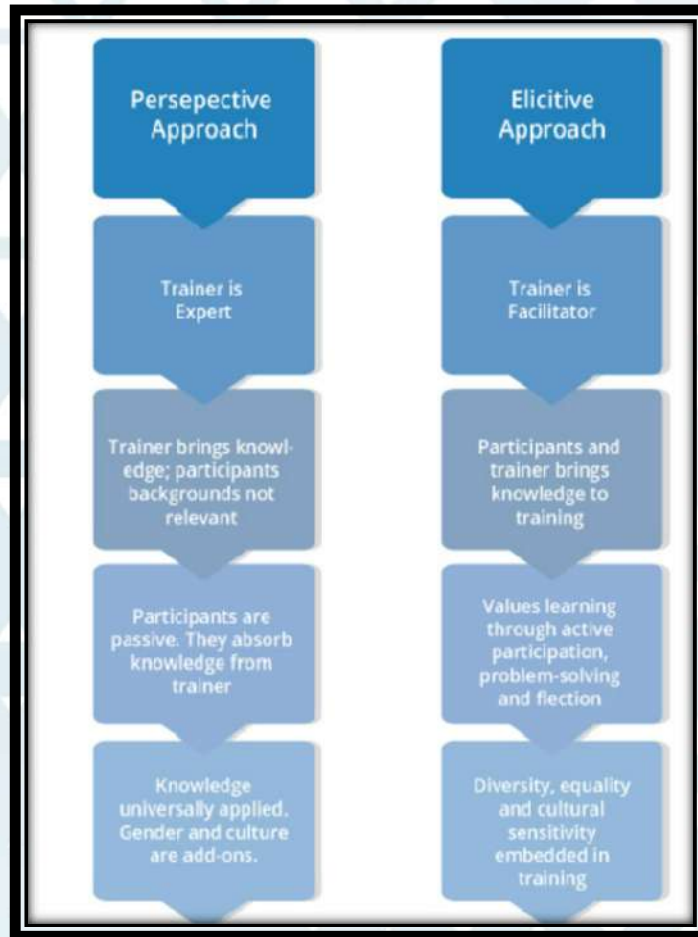 Persepective
Approach
Trainer is
Expert
Trainer brings knowl-
edge; participants
backgrounds not
relevant
Participants are
passive. They absorb
knowledge from
trainer
Knowledge
universally applied.
Gender and culture
are add-ons.
Elicitive
Approach
Trainer is
Facilitator
Participants and
trainer brings
knowledge to
training
Values learning
through active
participation,
problem-solving
and flection
Diversity, equality
and cultural
sensitivity
embedded in
training